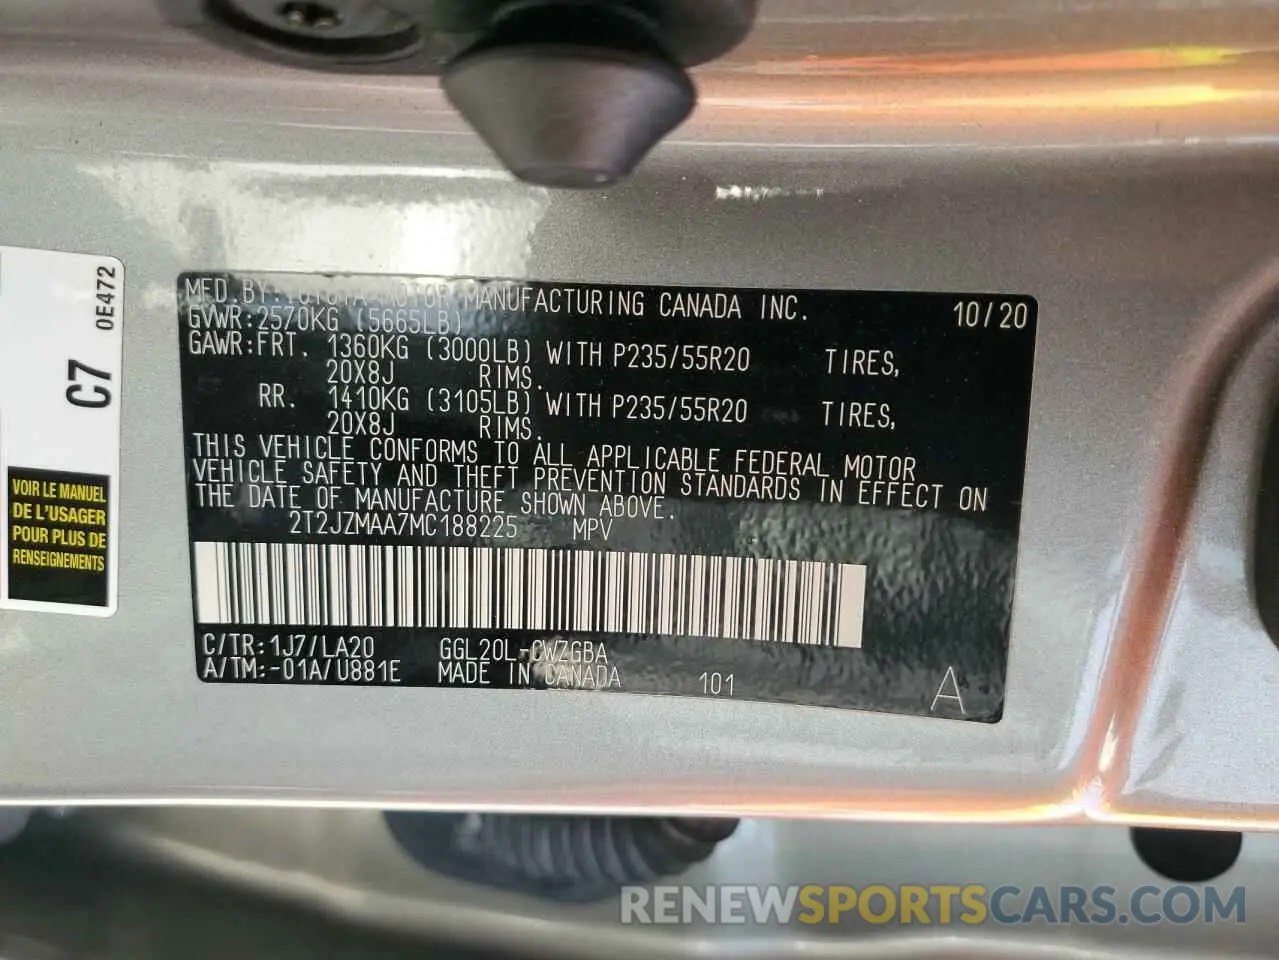 MFD.BY:TOYOTA MOTOR MANUFACTURING CANADA INC. 10/20
GVWR:2570KG (5665LB)
GAWR:FRT. 1360KG (3000LB) WITH P235/55R20 TIRES,
20X8J RIMS.
RR. 1410KG (3105LB) WITH P235/55R20 TIRES,
20X8J RIMS.
THIS VEHICLE CONFORMS TO ALL APPLICABLE FEDERAL MOTOR
VEHICLE SAFETY AND THEFT PREVENTION STANDARDS IN EFFECT ON
THE DATE OF MANUFACTURE SHOWN ABOVE.
2T2JZMAA7MC188225 MPV
C/TR:1J7/LA20 GGL20L-CWZGBA
A/TM:-01A/U881E MADE IN CANADA 101 A
C7 0E472
VOIR LE MANUEL
DE L'USAGER
POUR PLUS DE
RENSEIGNEMENTS
RENEWSPORTSCARS.COM